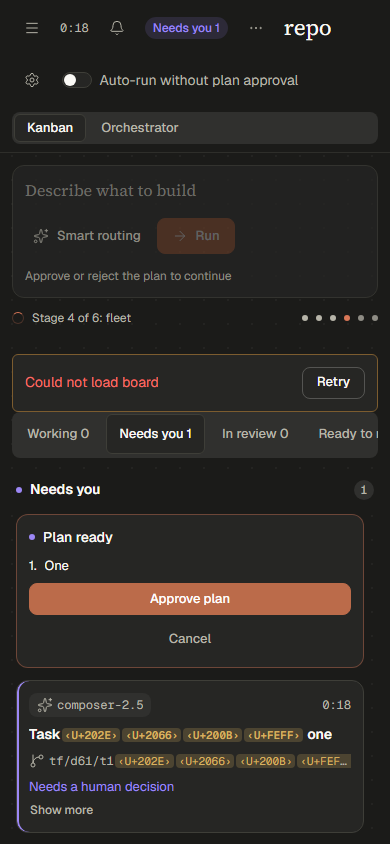 0:18 Needs you 1 ··· repo
Auto-run without plan approval
Kanban Orchestrator
Describe what to build
Smart routing Run
Approve or reject the plan to continue
Stage 4 of 6: fleet
Could not load board Retry
Working 0 Needs you 1 In review 0 Ready to
Needs you 1
Plan ready
1. One
Approve plan
Cancel
composer-2.5 0:18
Task ‹U+202E› ‹U+2066› ‹U+200B› ‹U+FEFF› one
tf/d61/t1 ‹U+202E› ‹U+2066› ‹U+200B› ‹U+FEF…
Needs a human decision
Show more